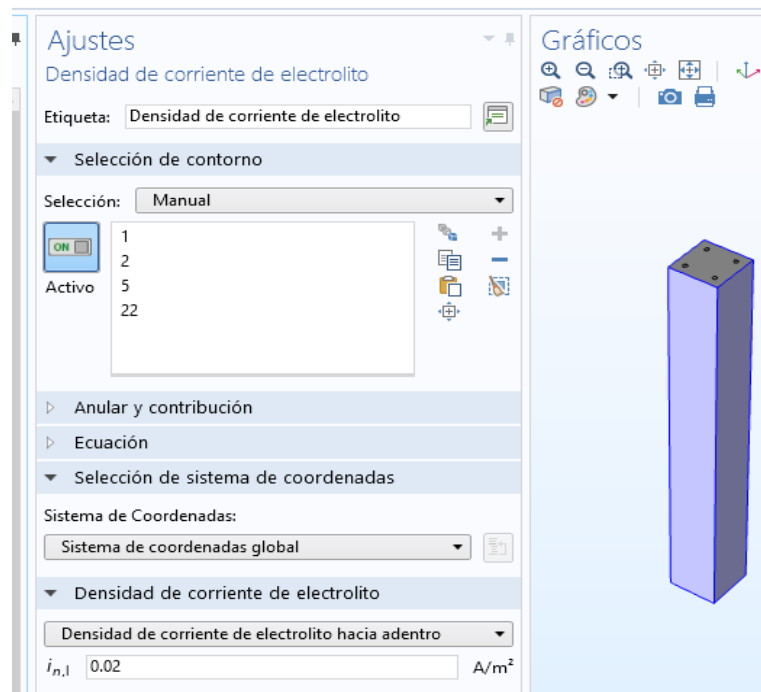 Ajustes
Densidad de corriente de electrolito
Etiqueta: Densidad de corriente de electrolito
Selección de contorno
Selección: Manual
ON
Activo
1
2
5
22
Anular y contribución
Ecuación
Selección de sistema de coordenadas
Sistema de Coordenadas:
Sistema de coordenadas global
Densidad de corriente de electrolito
Densidad de corriente de electrolito hacia adentro
in,l 0.02 A/m²
Gráficos